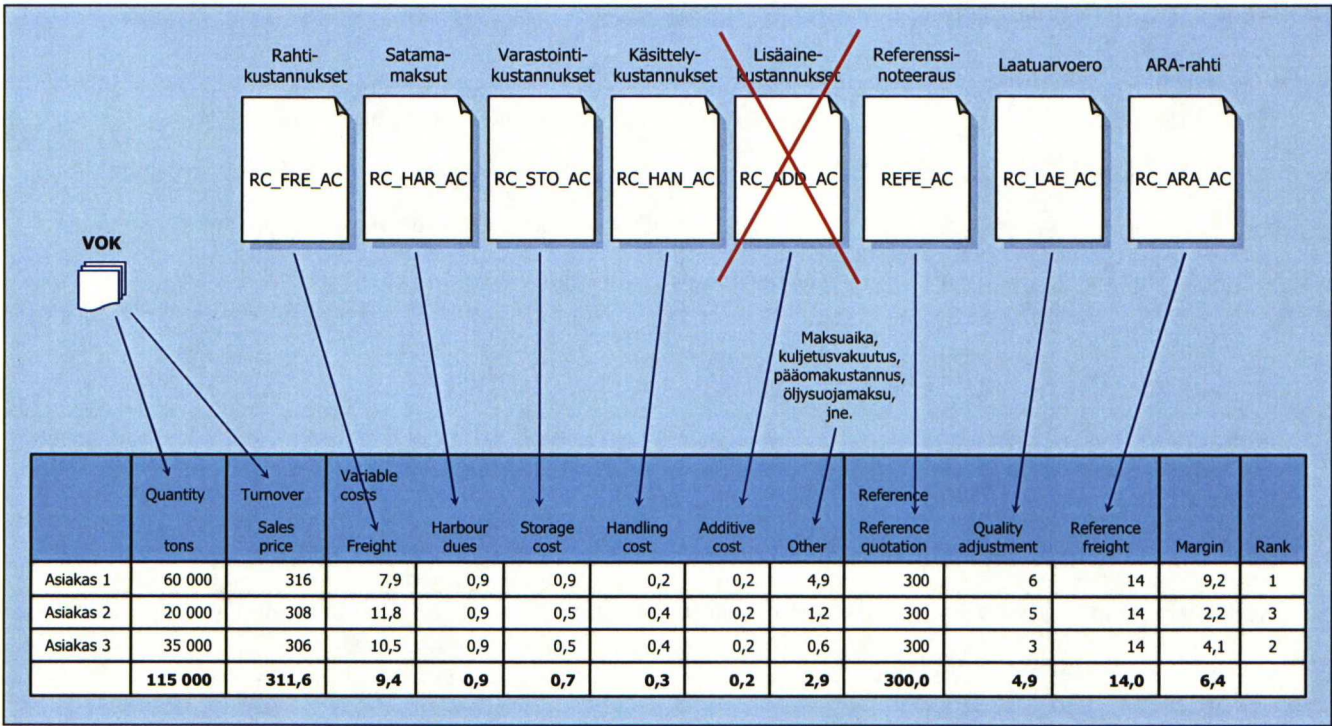 Rahti-
kustannukset
Satama-
maksut
Varastointi-
kustannukset
Käsittely-
kustannukset
Lisäaine-
kustannukset
Referenssi-
noteeraus
Laatuarvoero
ARA-rahti
RC_FRE_AC
RC_HAR_AC
RC_STO_AC
RC_HAN_AC
RC_ADD_AC
REFE_AC
RC_LAE_AC
RC_ARA_AC
VOK
Maksuaika,
kuljetusvakuutus,
pääomakustannus,
öljysuojamaksu,
jne.
Quantity Turnover Variable costs Reference
tons Sales price Freight Harbour dues Storage cost Handling cost Additive cost Other Reference quotation Quality adjustment Reference freight Margin Rank
Asiakas 1 60 000 316 7,9 0,9 0,9 0,2 0,2 4,9 300 6 14 9,2 1
Asiakas 2 20 000 308 11,8 0,9 0,5 0,4 0,2 1,2 300 5 14 2,2 3
Asiakas 3 35 000 306 10,5 0,9 0,5 0,4 0,2 0,6 300 3 14 4,1 2
115 000 311,6 9,4 0,9 0,7 0,3 0,2 2,9 300,0 4,9 14,0 6,4